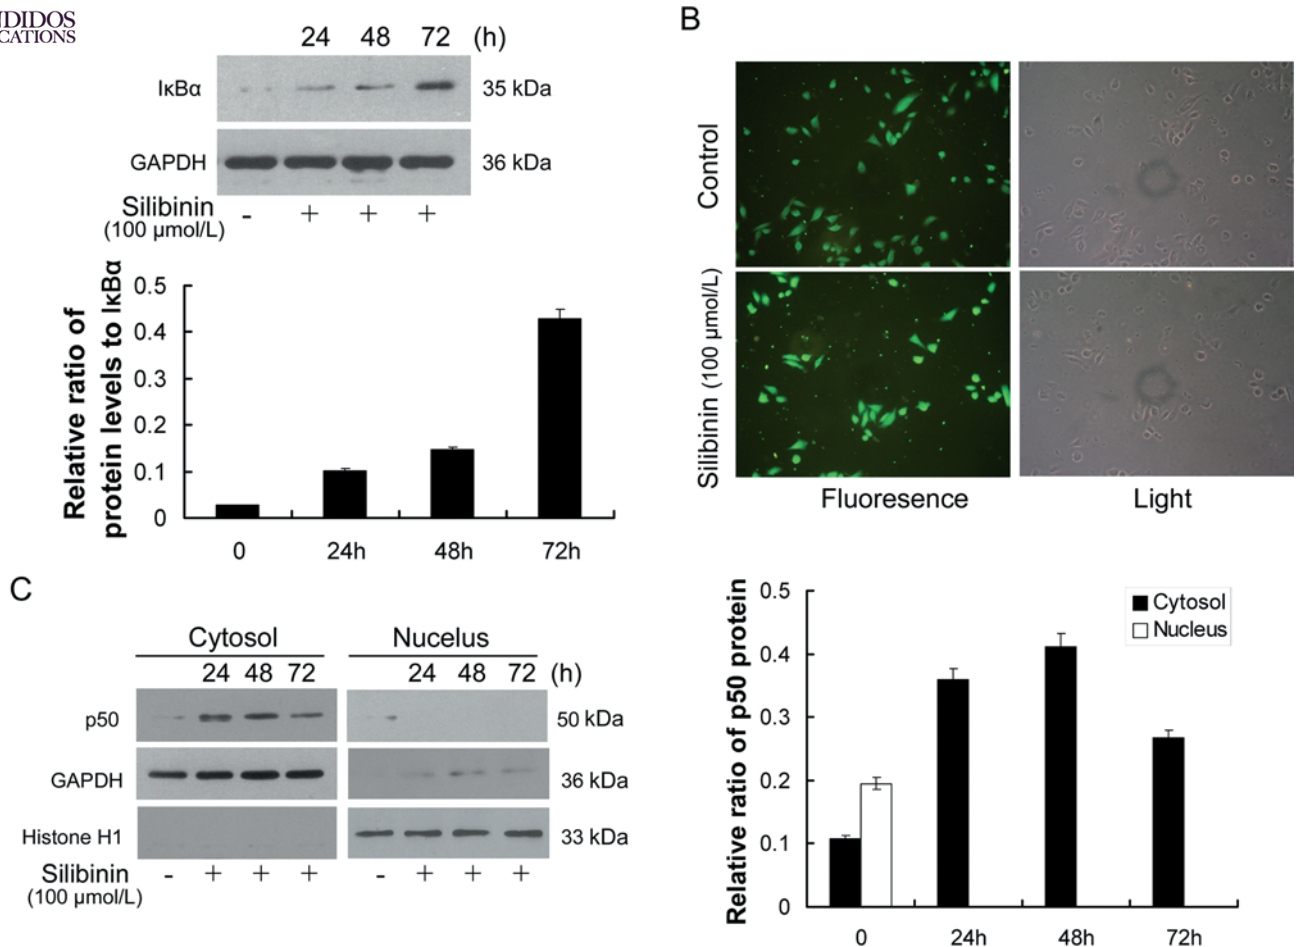 NDIDOS
CATIONS
24 48 72 (h)
IκBα 35 kDa
GAPDH 36 kDa
Silibinin - + + +
(100 µmol/L)
Relative ratio of
protein levels to IκBα
0.5
0.4
0.3
0.2
0.1
0
0 24h 48h 72h
B
Control
Silibinin (100 µmol/L)
Fluoresence Light
C
Cytosol Nucelus
24 48 72 24 48 72 (h)
p50 50 kDa
GAPDH 36 kDa
Histone H1 33 kDa
Silibinin - + + + - + + +
(100 µmol/L)
Relative ratio of p50 protein
0.5
0.4
0.3
0.2
0.1
0
Cytosol
Nucleus
0 24h 48h 72h